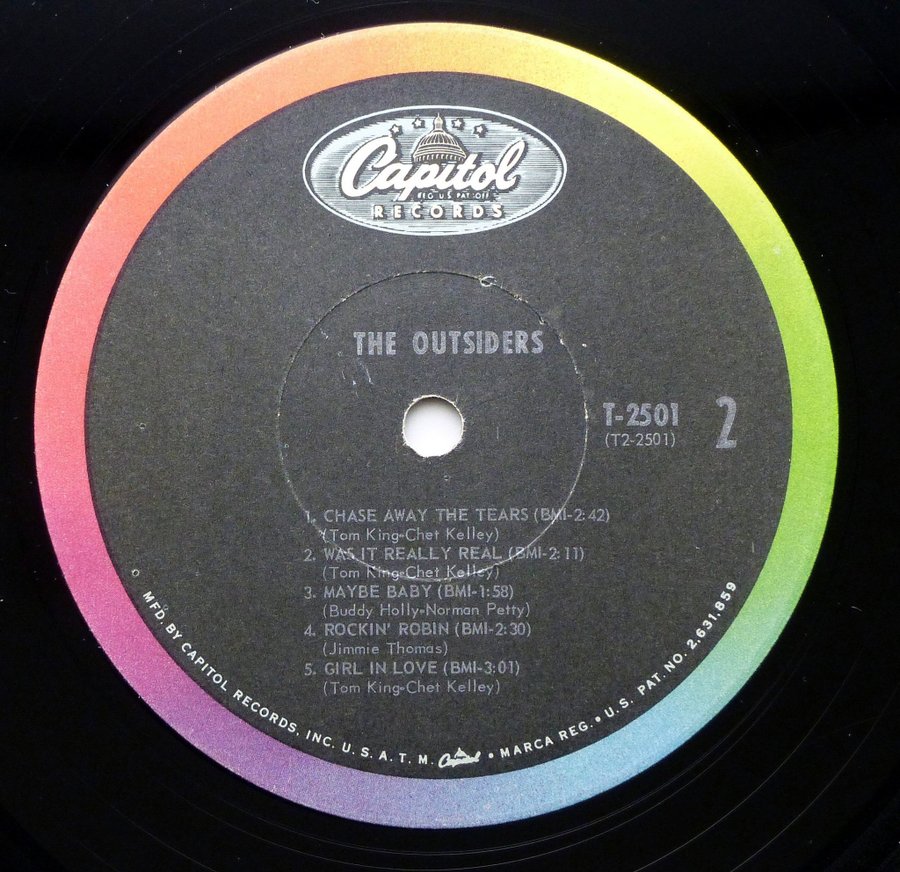 Capitol
REG. U.S. PAT. OFF.
RECORDS
THE OUTSIDERS
T-2501
(T2-2501)
2
1. CHASE AWAY THE TEARS (BMI-2:42)
(Tom King-Chet Kelley)
2. WAS IT REALLY REAL (BMI-2:11)
(Tom King-Chet Kelley)
3. MAYBE BABY (BMI-1:58)
(Buddy Holly-Norman Petty)
4. ROCKIN' ROBIN (BMI-2:30)
(Jimmie Thomas)
5. GIRL IN LOVE (BMI-3:01)
(Tom King-Chet Kelley)
MFD. BY CAPITOL RECORDS, INC. U.S.A. T.M. Capitol • MARCA REG. • U.S. PAT. NO. 2,631,859